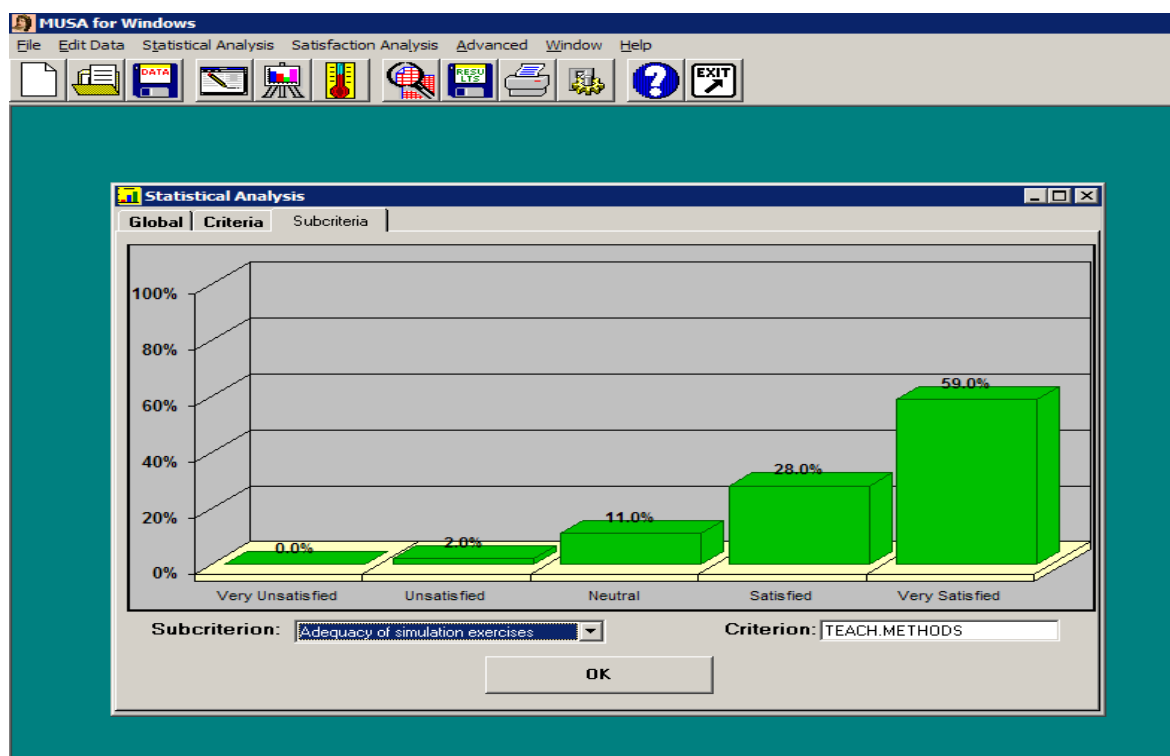 MUSA for Windows
File Edit Data Statistical Analysis Satisfaction Analysis Advanced Window Help
DATA RESU LTS ? EXIT
Statistical Analysis
Global Criteria Subcriteria
100%
80%
60%
40%
20%
0%
0.0% 2.0% 11.0% 28.0% 59.0%
Very Unsatisfied Unsatisfied Neutral Satisfied Very Satisfied
Subcriterion: Adequacy of simulation exercises Criterion: TEACH.METHODS
OK